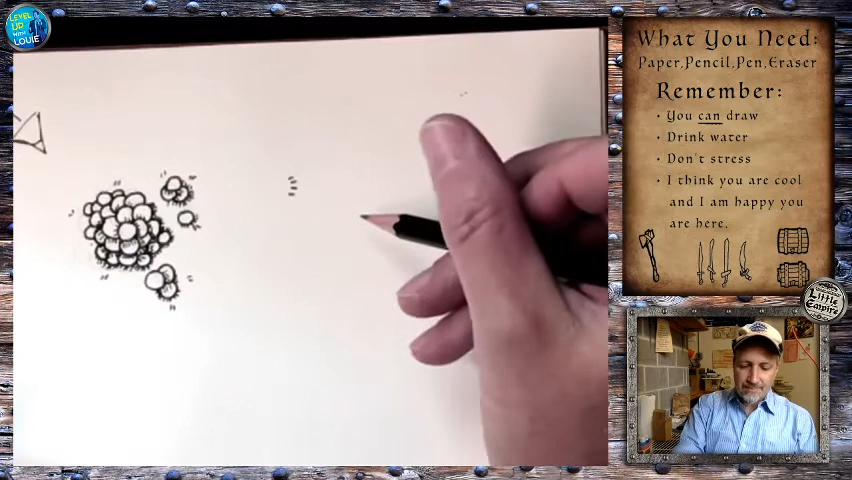 LEVEL
UP
WITH
LOUIE
What You Need:
Paper,Pencil,Pen,Eraser
Remember:
• You can draw
• Drink water
• Don't stress
• I think you are cool
and I am happy you
are here.
Little
Empire